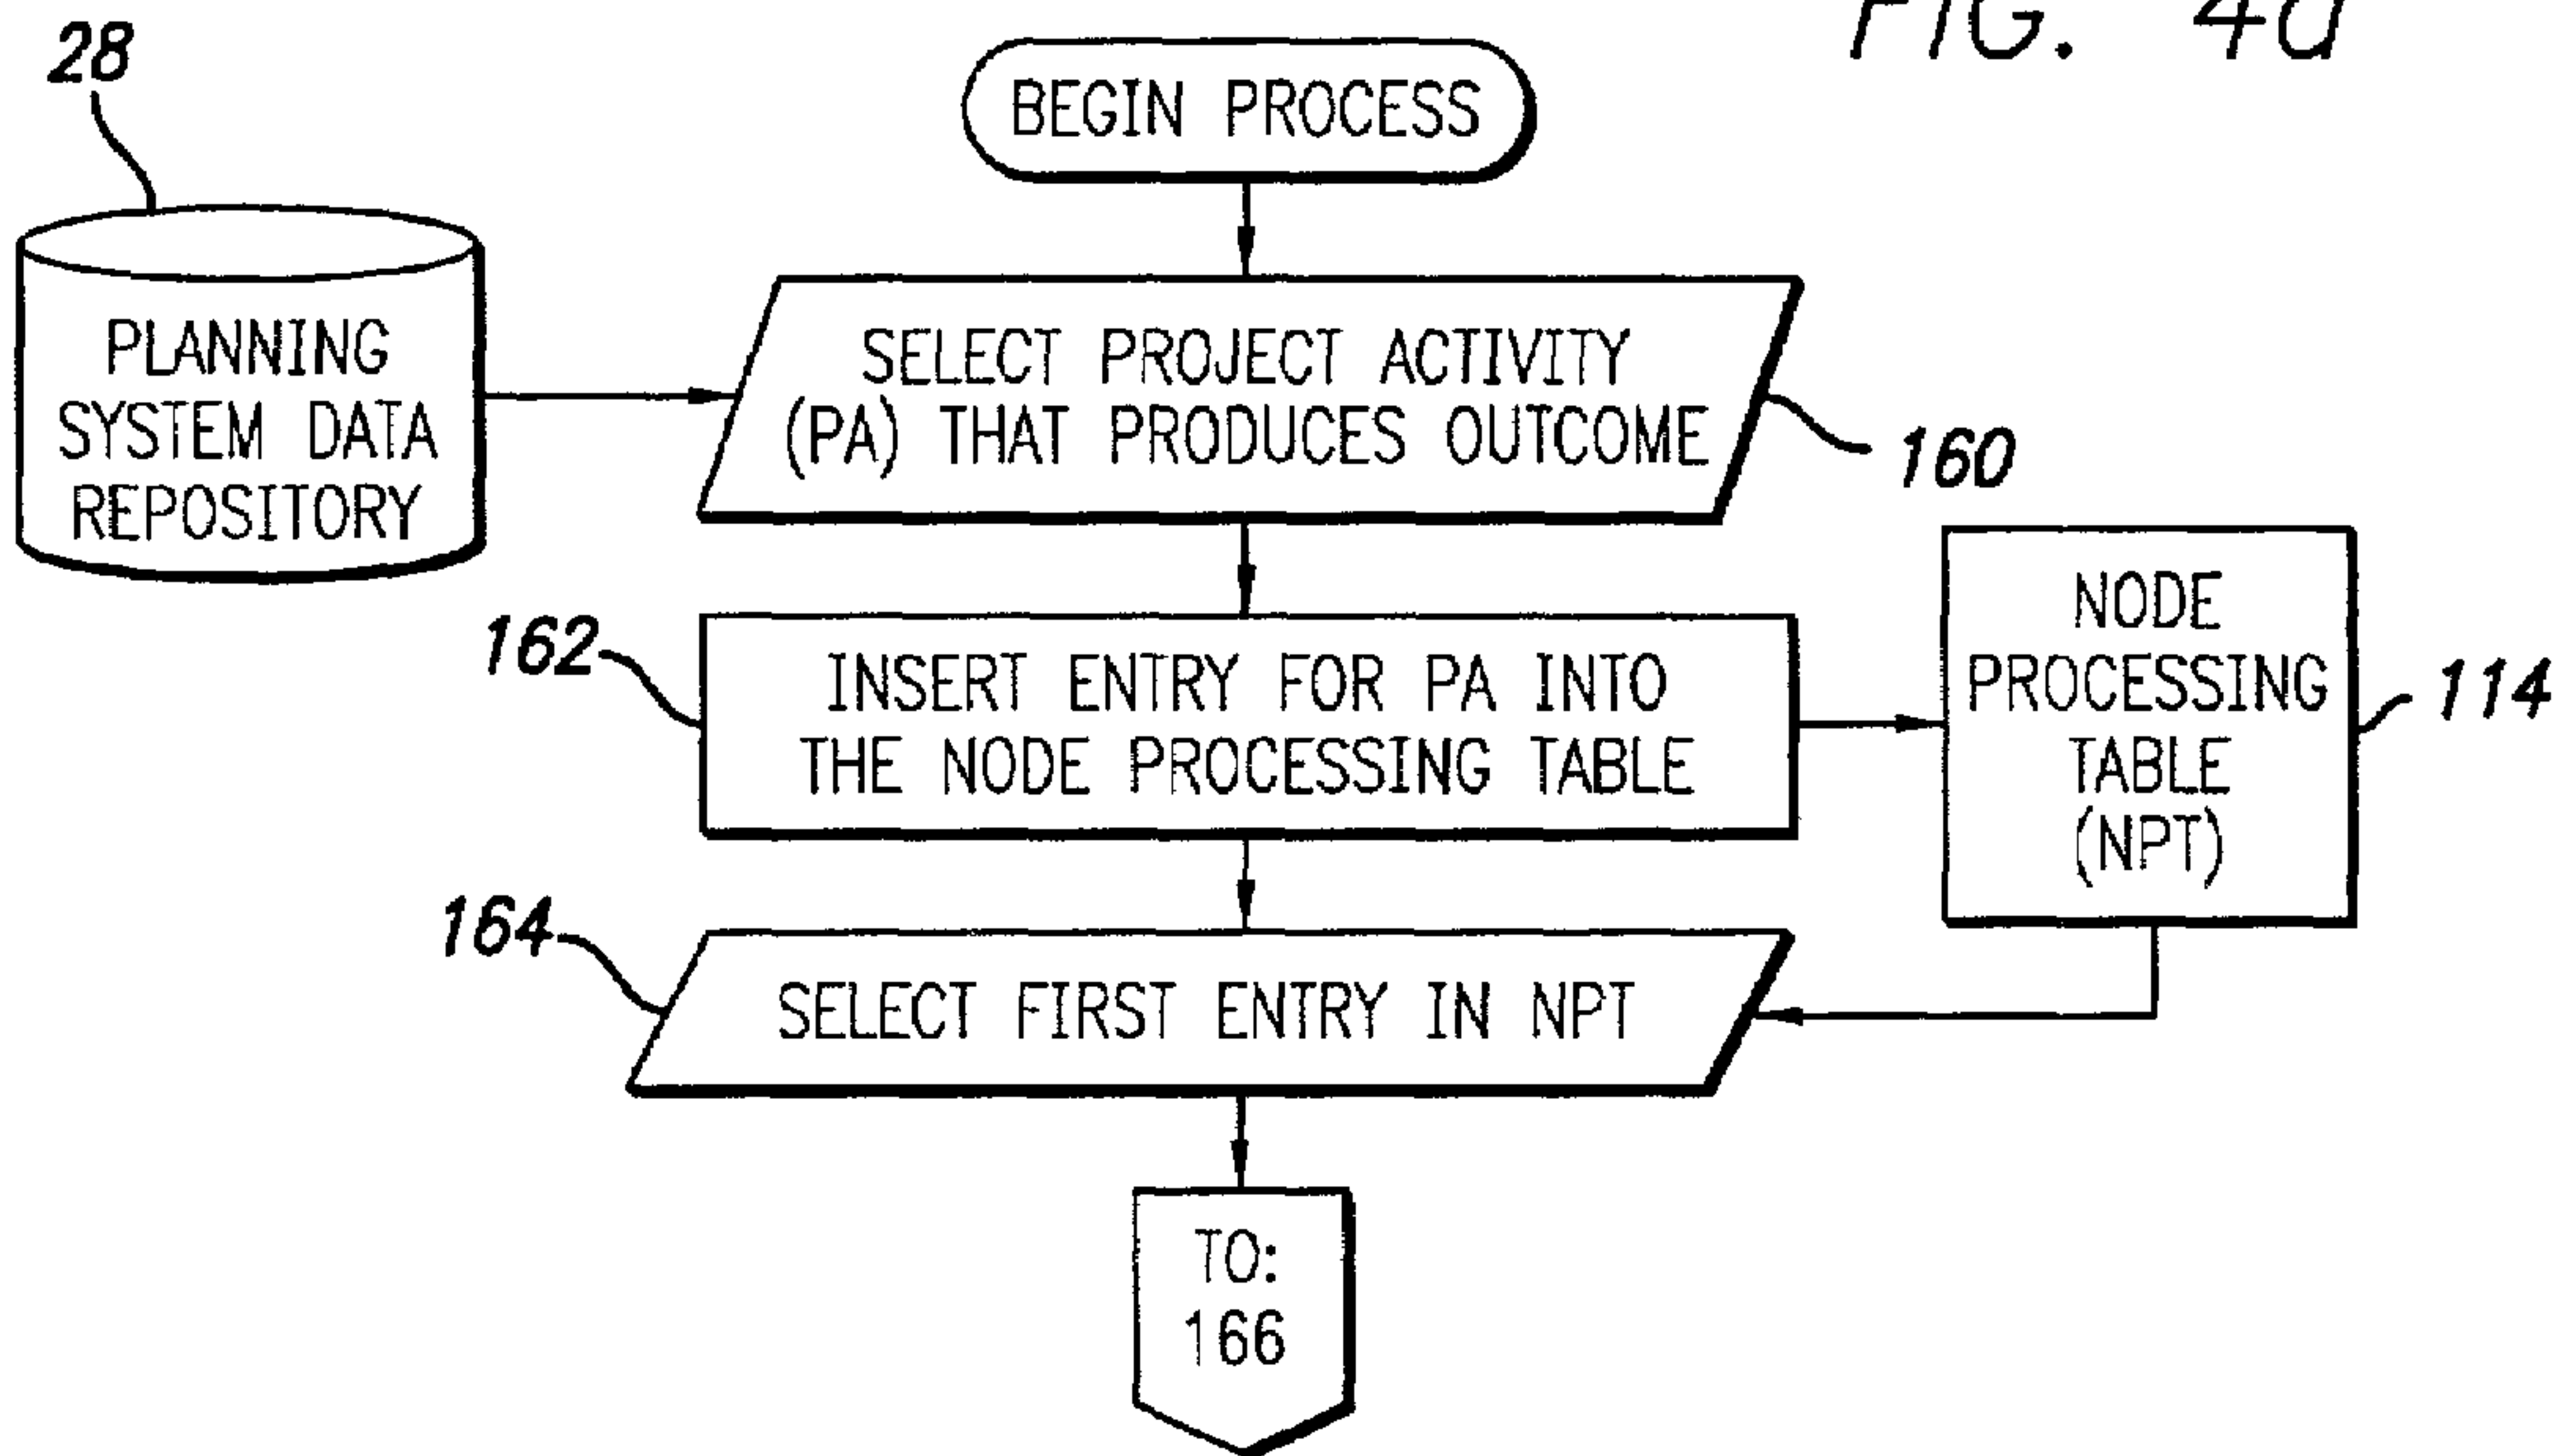 FIG. 4a
28
BEGIN PROCESS
PLANNING
SYSTEM DATA
REPOSITORY
SELECT PROJECT ACTIVITY
(PA) THAT PRODUCES OUTCOME
160
162
INSERT ENTRY FOR PA INTO
THE NODE PROCESSING TABLE
NODE
PROCESSING
TABLE
(NPT)
114
164
SELECT FIRST ENTRY IN NPT
TO:
166